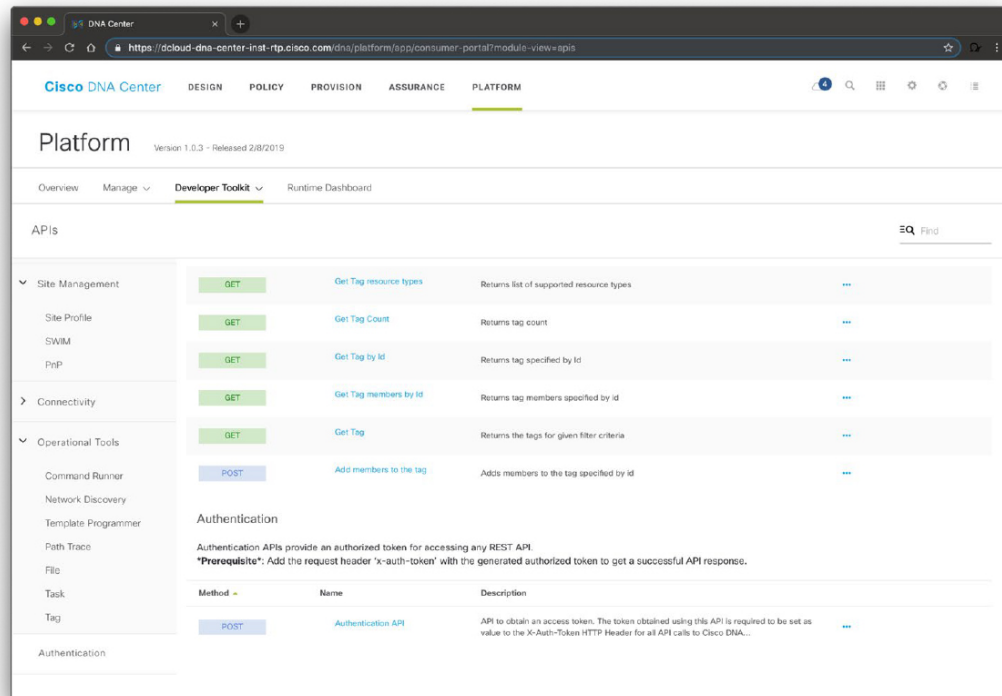 DNA Center
https://dcloud-dna-center-inst-rtp.cisco.com/dna/platform/app/consumer-portal?module-view=apis
Cisco DNA Center DESIGN POLICY PROVISION ASSURANCE PLATFORM 4
Platform Version 1.0.3 - Released 2/8/2019
Overview Manage Developer Toolkit Runtime Dashboard
APIs Find
Site Management
Site Profile
SWIM
PnP
Connectivity
Operational Tools
Command Runner
Network Discovery
Template Programmer
Path Trace
File
Task
Tag
Authentication
GET Get Tag resource types Returns list of supported resource types
GET Get Tag Count Returns tag count
GET Get Tag by Id Returns tag specified by Id
GET Get Tag members by Id Returns tag members specified by id
GET Get Tag Returns the tags for given filter criteria
POST Add members to the tag Adds members to the tag specified by id
Authentication
Authentication APIs provide an authorized token for accessing any REST API.
*Prerequisite*: Add the request header 'x-auth-token' with the generated authorized token to get a successful API response.
Method Name Description
POST Authentication API API to obtain an access token. The token obtained using this API is required to be set as
value to the X-Auth-Token HTTP Header for all API calls to Cisco DNA...